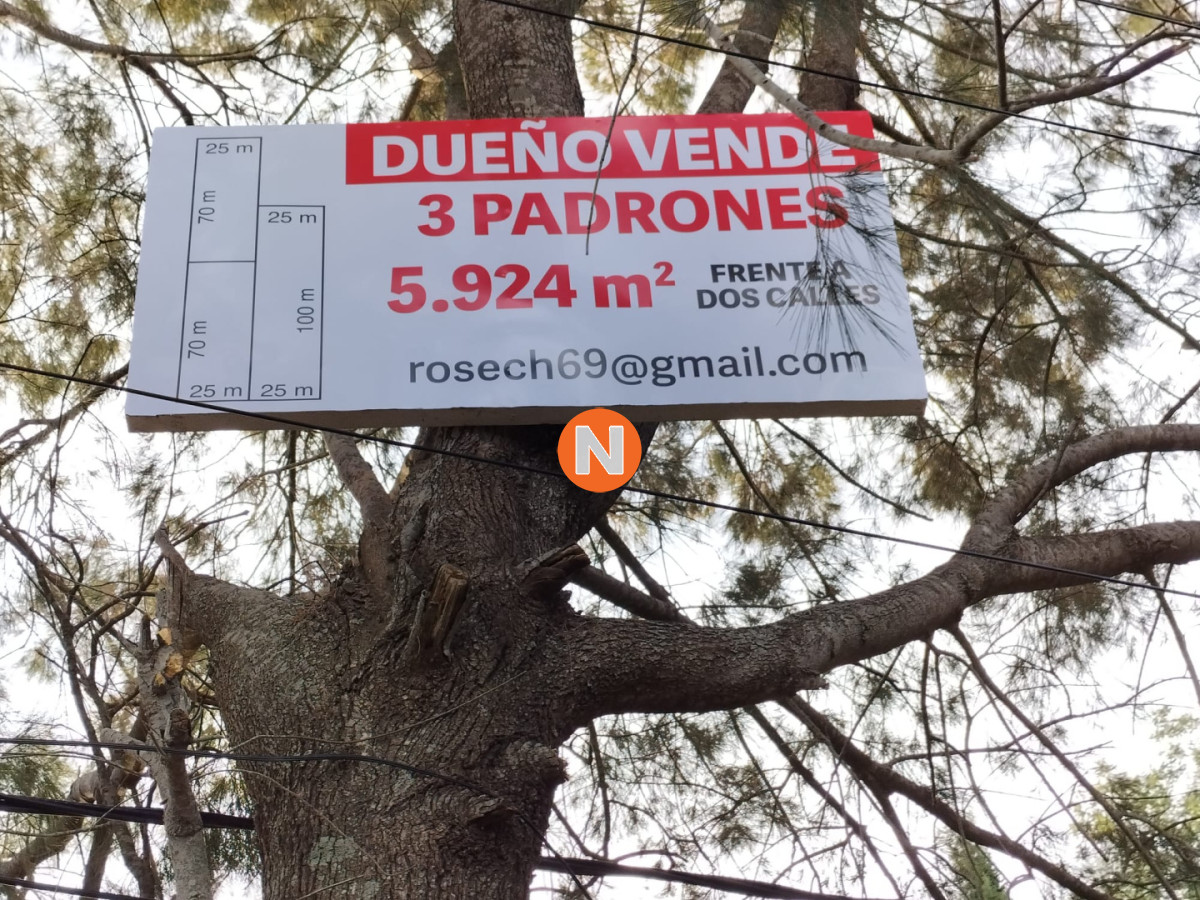 DUEÑO VENDE
3 PADRONES
5.924 m²
FRENTE A
DOS CALLES
rosech69@gmail.com
25 m
70 m
25 m
100 m
70 m
25 m
25 m
N